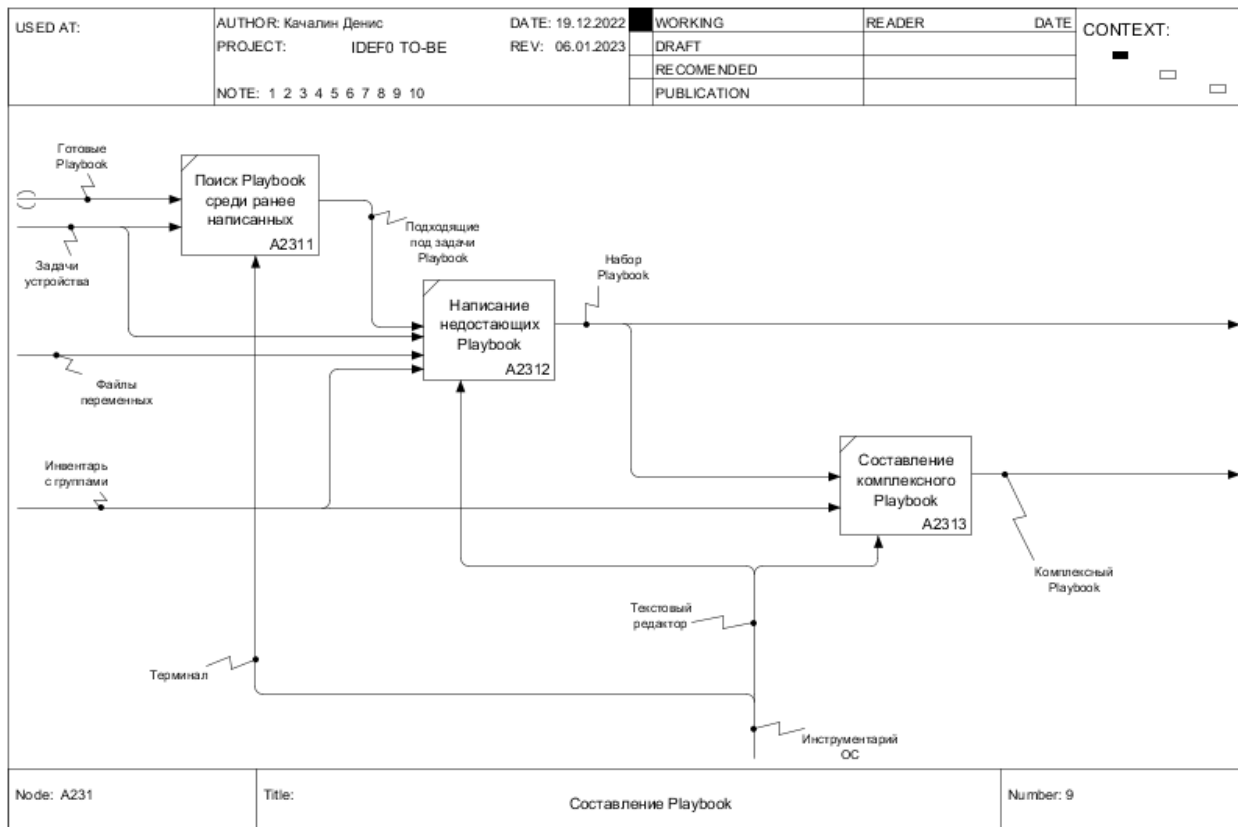 USED AT:
AUTHOR: Качалин Денис
DATE: 19.12.2022
PROJECT: IDEF0 TO-BE
REV: 06.01.2023
NOTE: 1 2 3 4 5 6 7 8 9 10
WORKING
DRAFT
RECOMENDED
PUBLICATION
READER
DATE
CONTEXT:
Готовые
Playbook
Поиск Playbook
среди ранее
написанных
A2311
Задачи
устройства
Подходящие
под задачи
Playbook
Написание
недостающих
Playbook
A2312
Набор
Playbook
Файлы
переменных
Инвентарь
с группами
Составление
комплексного
Playbook
A2313
Комплексный
Playbook
Текстовый
редактор
Терминал
Инструментарий
ОС
Node: A231
Title:
Составление Playbook
Number: 9